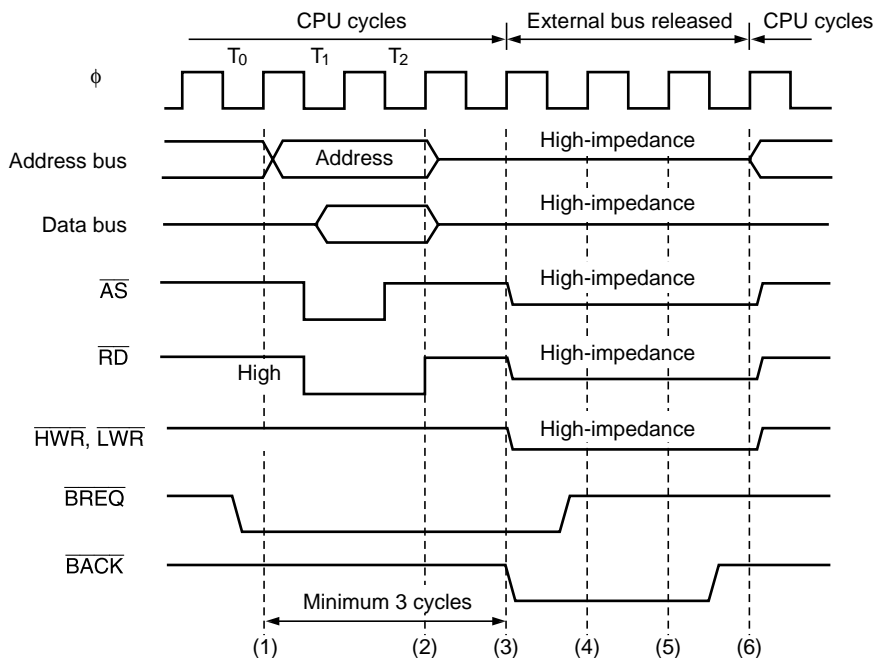 CPU cycles External bus released CPU cycles
T0 T1 T2
ϕ
Address bus Address High-impedance
Data bus High-impedance
AS High-impedance
RD High High-impedance
HWR, LWR High-impedance
BREQ
BACK
Minimum 3 cycles
(1) (2) (3) (4) (5) (6)